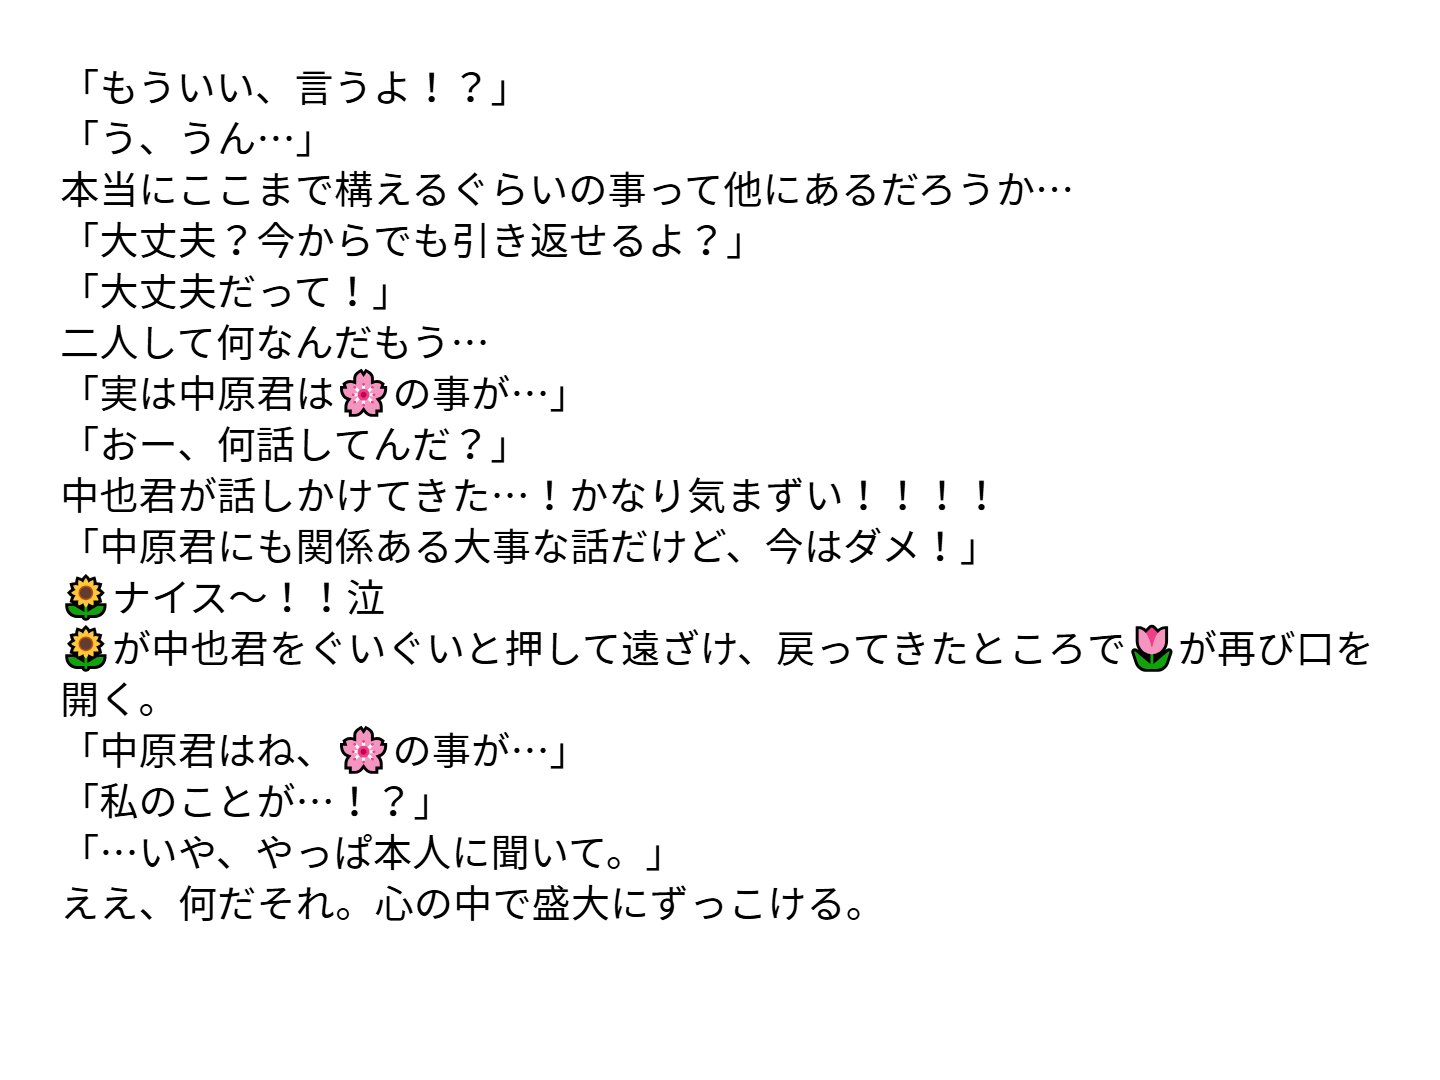 「もういい、言うよ！？」
「う、うん…」
本当にここまで構えるぐらいの事って他にあるだろうか…
「大丈夫？今からでも引き返せるよ？」
「大丈夫だって！」
二人して何なんだもう…
「実は中原君は🌸の事が…」
「おー、何話してんだ？」
中也君が話しかけてきた…！かなり気まずい！！！！
「中原君にも関係ある大事な話だけど、今はダメ！」
🌻ナイス〜！！泣
🌻が中也君をぐいぐいと押して遠ざけ、戻ってきたところで🌷が再び口を
開く。
「中原君はね、🌸の事が…」
「私のことが…！？」
「…いや、やっぱ本人に聞いて。」
ええ、何だそれ。心の中で盛大にずっこける。